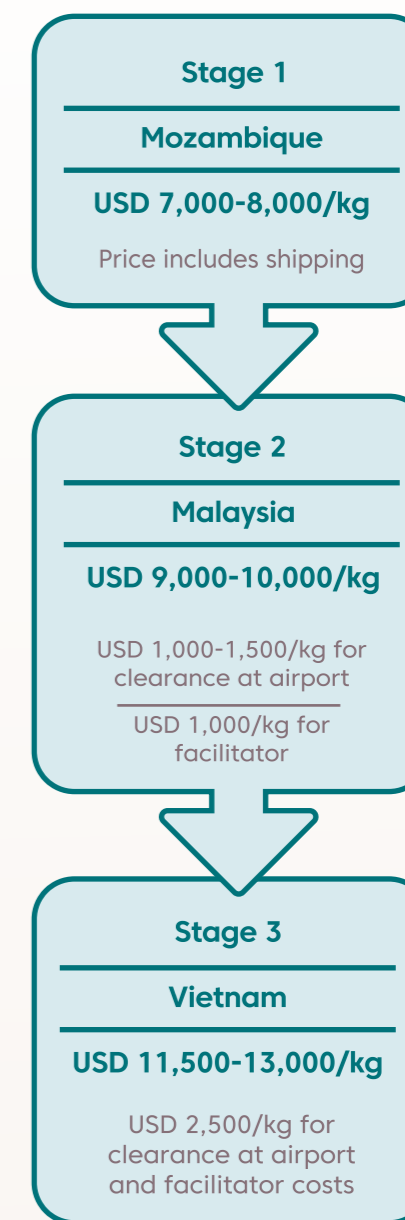 Stage 1
Mozambique
USD 7,000-8,000/kg
Price includes shipping
Stage 2
Malaysia
USD 9,000-10,000/kg
USD 1,000-1,500/kg for
clearance at airport
USD 1,000/kg for
facilitator
Stage 3
Vietnam
USD 11,500-13,000/kg
USD 2,500/kg for
clearance at airport
and facilitator costs